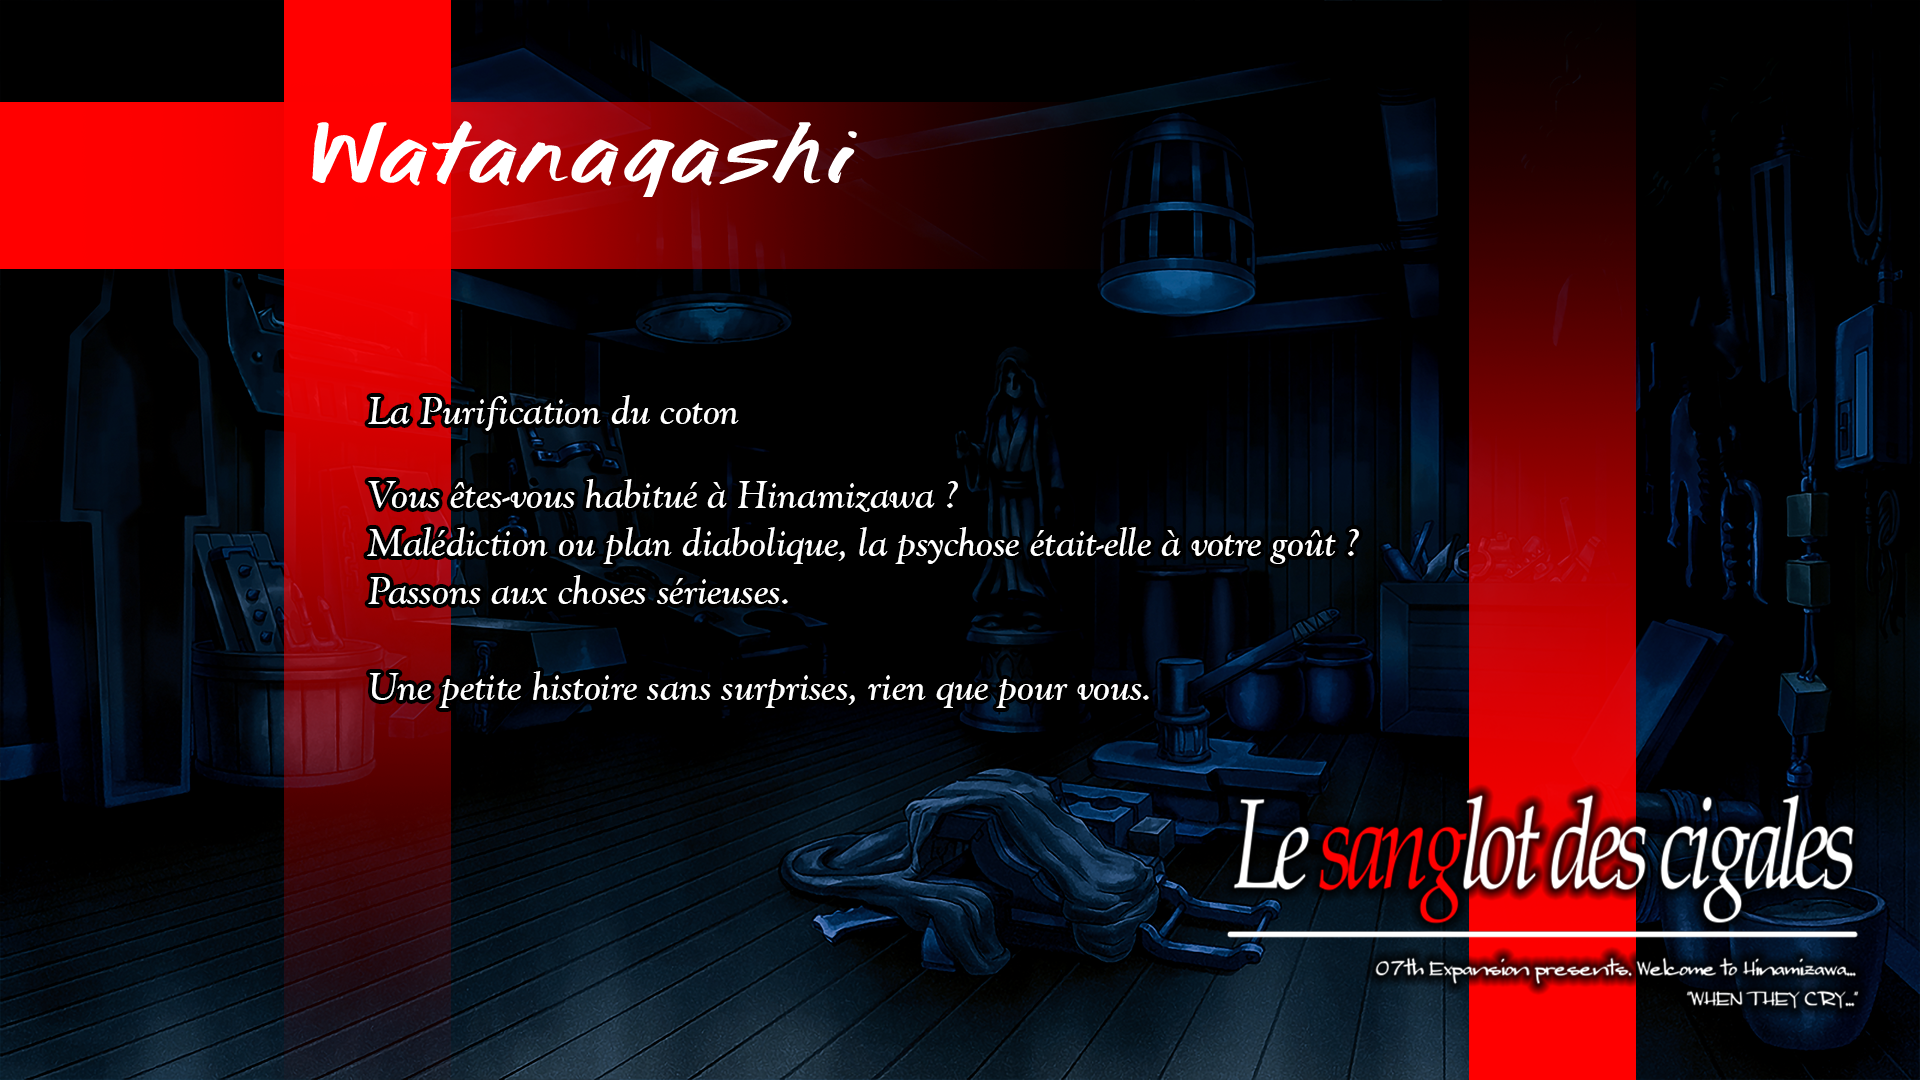 Watanagashi
La Purification du coton
Vous êtes-vous habitué à Hinamizawa ?
Malédiction ou plan diabolique, la psychose était-elle à votre goût ?
Passons aux choses sérieuses.
Une petite histoire sans surprises, rien que pour vous.
Le sanglot des cigales
07th Expansion presents. Welcome to Hinamizawa...
"WHEN THEY CRY..."